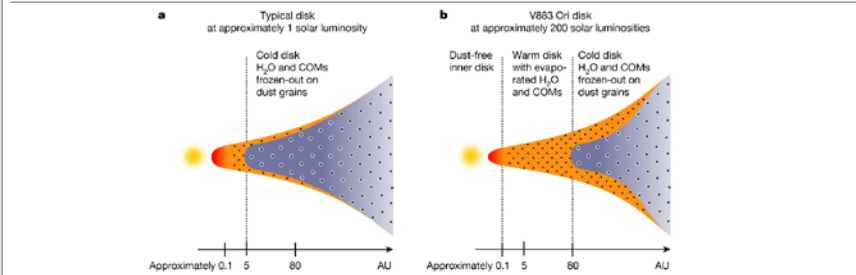 a
Typical disk
at approximately 1 solar luminosity
Cold disk
H₂O and COMs
frozen-out on
dust grains
Approximately 0.1 5 80 AU
b
V883 Ori disk
at approximately 200 solar luminosities
Dust-free
inner disk
Warm disk
with evapo-
rated H₂O
and COMs
Cold disk
H₂O and COMs
frozen-out on
dust grains
Approximately 0.1 5 80 AU